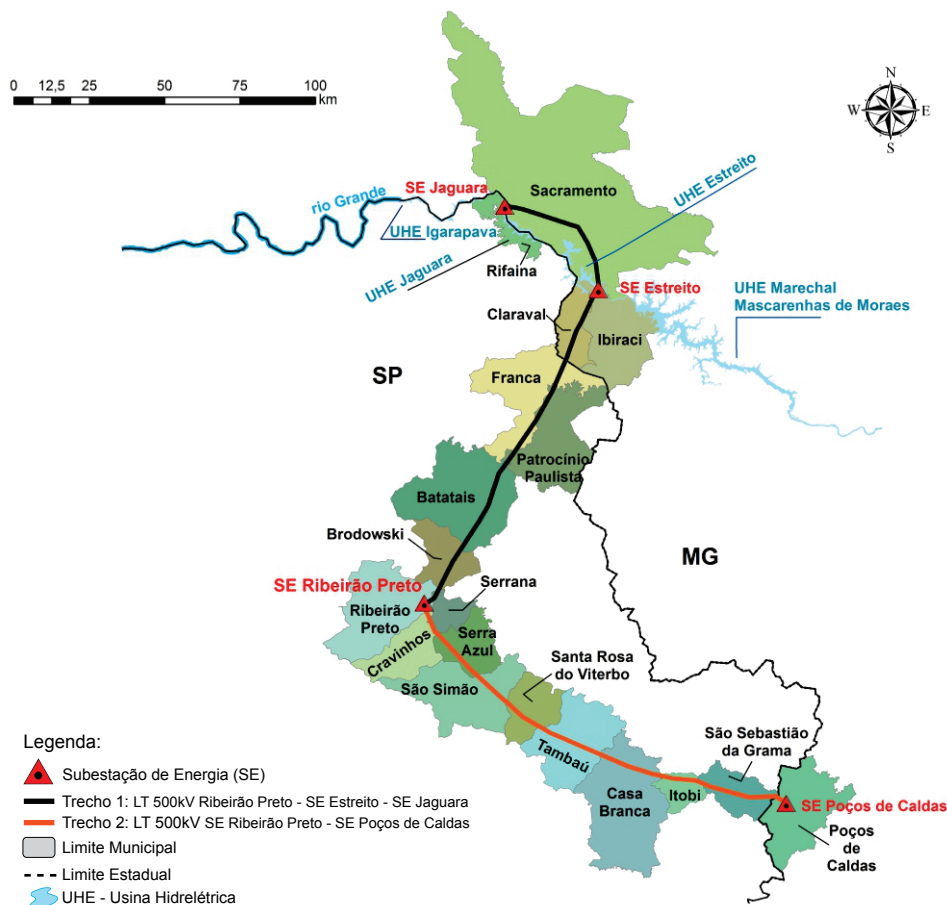 0 12,5 25 50 75 100
km
N
W E
S
rio Grande
SE Jaguara
Sacramento
UHE Estreito
UHE Igarapava
UHE Jaguara
Rifaina
SE Estreito
UHE Marechal
Mascarenhas de Moraes
Claraval
Ibiraci
SP
Franca
Patrocínio
Paulista
Batatais
Brodowski
MG
SE Ribeirão Preto
Serrana
Ribeirão
Preto
Cravinhos
Serra
Azul
Santa Rosa
do Viterbo
São Simão
São Sebastião
da Grama
Tambaú
Casa
Branca
Itobi
SE Poços de Caldas
Poços
de
Caldas
Legenda:
Subestação de Energia (SE)
Trecho 1: LT 500kV Ribeirão Preto - SE Estreito - SE Jaguara
Trecho 2: LT 500kV SE Ribeirão Preto - SE Poços de Caldas
Limite Municipal
Limite Estadual
UHE - Usina Hidrelétrica